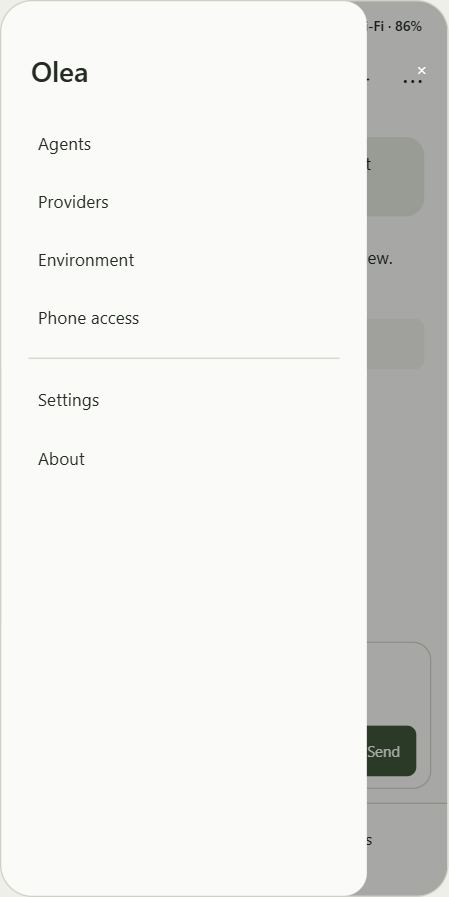 -Fi · 86%
Olea
×
...
Agents
t
Providers
ew.
Environment
Phone access
Settings
About
Send
s